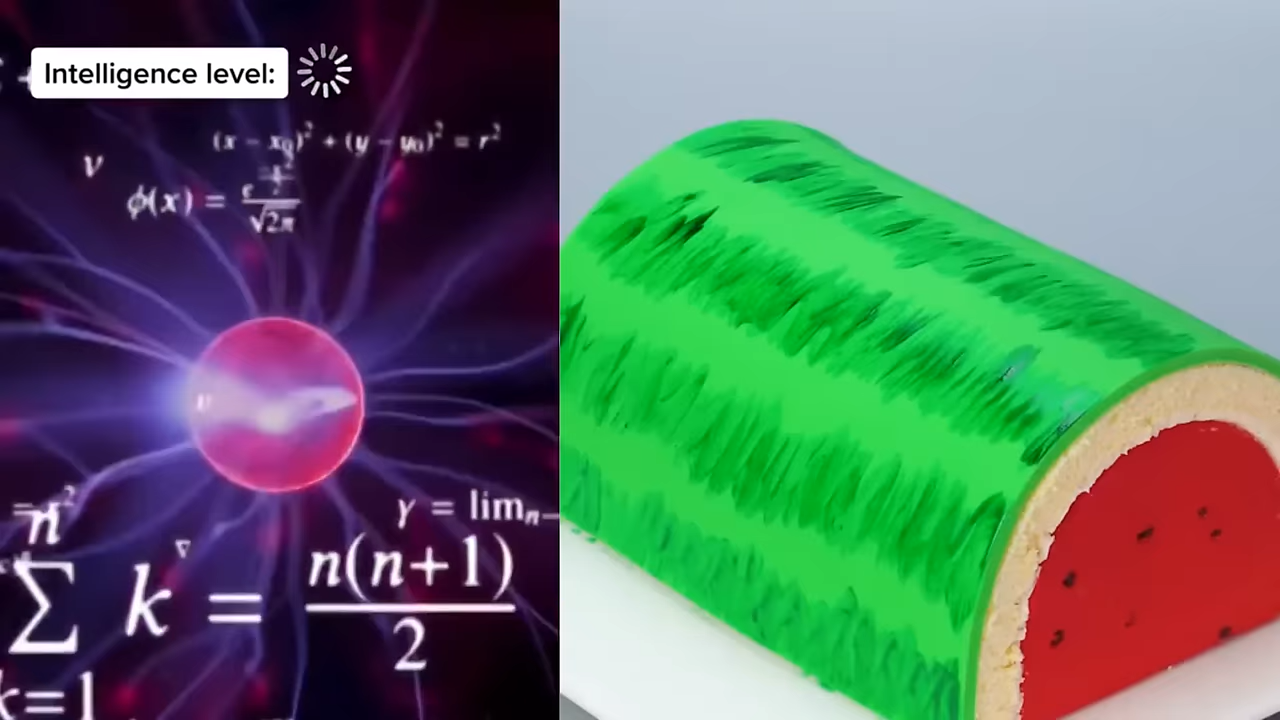 Intelligence level:
(x − x₀)² + (y − y₀)² = r²
ν
ϕ(x) =
√2π
n²
γ = lim n−
∇
n
∑ k = n(n+1)
2
k=1